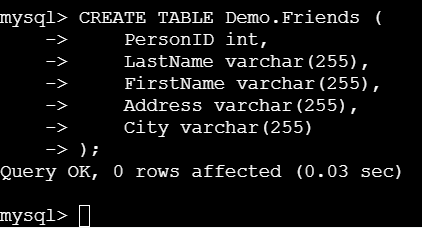 mysql> CREATE TABLE Demo.Friends (
    ->     PersonID int,
    ->     LastName varchar(255),
    ->     FirstName varchar(255),
    ->     Address varchar(255),
    ->     City varchar(255)
    -> );
Query OK, 0 rows affected (0.03 sec)
mysql>